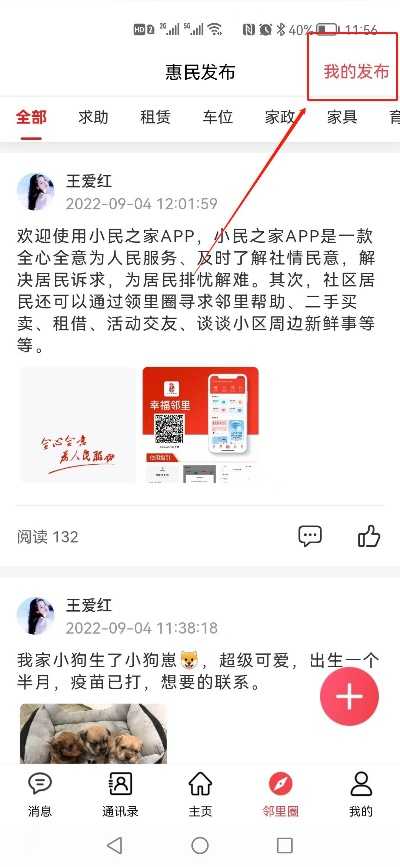 HD 2 2G 5G 40% 11:56
惠民发布 我的发布
全部 求助 租赁 车位 家政 家具
王爱红
2022-09-04 12:01:59
欢迎使用小民之家APP，小民之家APP是一款
全心全意为人民服务、及时了解社情民意，解
决居民诉求，为居民排忧解难。其次，社区居
民还可以通过领里圈寻求邻里帮助、二手买
卖、租借、活动交友、谈谈小区周边新鲜事等
等。
全心全意
为人民服务
幸福邻里
使用指引
阅读 132
王爱红
2022-09-04 11:38:18
我家小狗生了小狗崽，超级可爱，出生一个
半月，疫苗已打，想要的联系。
消息 通讯录 主页 邻里圈 我的